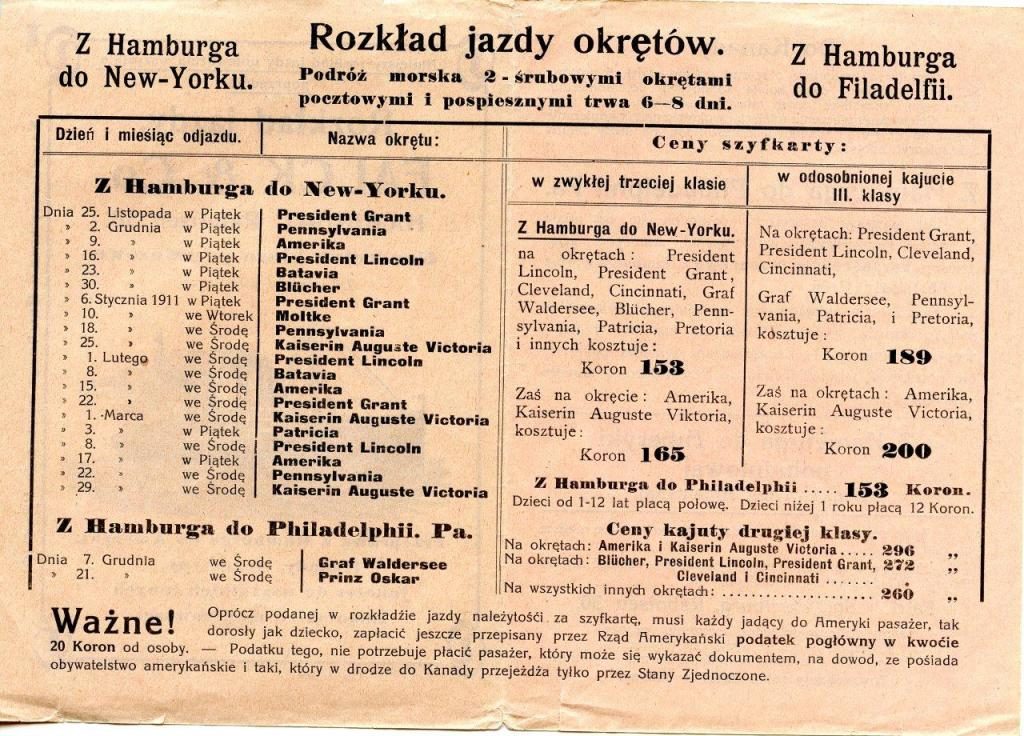 Z Hamburga
do New-Yorku.
Rozkład jazdy okrętów.
Podróż morska 2-śrubowymi okrętami
pocztowymi i pospiesznymi trwa 6—8 dni.
Z Hamburga
do Filadelfii.
Dzień i miesiąc odjazdu.
Nazwa okrętu:
Z Hamburga do New-Yorku.
Dnia 25. Listopada w Piątek President Grant
» 2. Grudnia w Piątek Pennsylvania
» 9. » w Piątek Amerika
» 16. » w Piątek President Lincoln
» 23. » w Piątek Batavia
» 30. » w Piątek Blücher
» 6. Stycznia 1911 w Piątek President Grant
» 10. » we Wtorek Moltke
» 18. » we Środę Pennsylvania
» 25. » we Środę Kaiserin Auguste Victoria
» 1. Lutego we Środę President Lincoln
» 8. » we Środę Batavia
» 15. » we Środę Amerika
» 22. » we Środę President Grant
» 1. Marca we Środę Kaiserin Auguste Victoria
» 3. » w Piątek Patricia
» 8. » we Środę President Lincoln
» 17. » w Piątek Amerika
» 22. » we Środę Pennsylvania
» 29. » we Środę Kaiserin Auguste Victoria
Z Hamburga do Philadelphii. Pa.
Dnia 7. Grudnia we Środę Graf Waldersee
» 21. » we Środę Prinz Oskar
Ceny szyfkarty:
w zwykłej trzeciej klasie
w odosobnionej kajucie
III. klasy
Z Hamburga do New-Yorku.
na okrętach: President
Lincoln, President Grant,
Cleveland, Cincinnati, Graf
Waldersee, Blücher, Penn-
sylvania, Patricia, Pretoria
i innych kosztuje:
Koron 153
Zaś na okręcie: Amerika,
Kaiserin Auguste Viktoria,
kosztuje:
Koron 165
Na okrętach: President Grant,
President Lincoln, Cleveland,
Cincinnati,
Graf Waldersee, Pennsyl-
vania, Patricia, i Pretoria,
kosztuje:
Koron 189
Zaś na okrętach: Amerika,
Kaiserin Auguste Victoria,
kosztuje:
Koron 200
Z Hamburga do Philadelphii ..... 153 Koron.
Dzieci od 1-12 lat placą połowę. Dzieci niżej 1 roku płacą 12 Koron.
Ceny kajuty drugiej klasy.
Na okrętach: Amerika i Kaiserin Auguste Victoria ..... 296 „
Na okrętach: Blücher, President Lincoln, President Grant, 272 „
Cleveland i Cincinnati .......
Na wszystkich innych okrętach: ..................... 260 „
Ważne! Oprócz podanej w rozkładzie jazdy należytośći za szyfkartę, musi każdy jadący do Ameryki pasażer, tak
dorosły jak dziecko, zapłacić jeszcze przepisany przez Rząd Amerykański podatek pogłówny w kwocie
20 Koron od osoby. — Podatku tego, nie potrzebuje płacić pasażer, który może się wykazać dokumentem, na dowod, ze pośiada
obywatelstwo amerykańskie i taki, który w drodze do Kanady przejeżdża tylko przez Stany Zjednoczone.